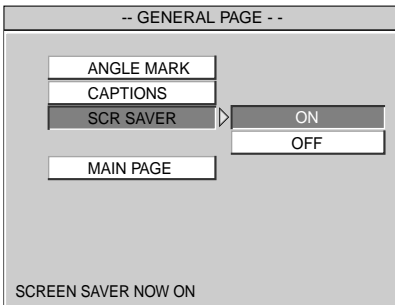 -- GENERAL PAGE - -
ANGLE MARK
CAPTIONS
SCR SAVER ON
OFF
MAIN PAGE
SCREEN SAVER NOW ON